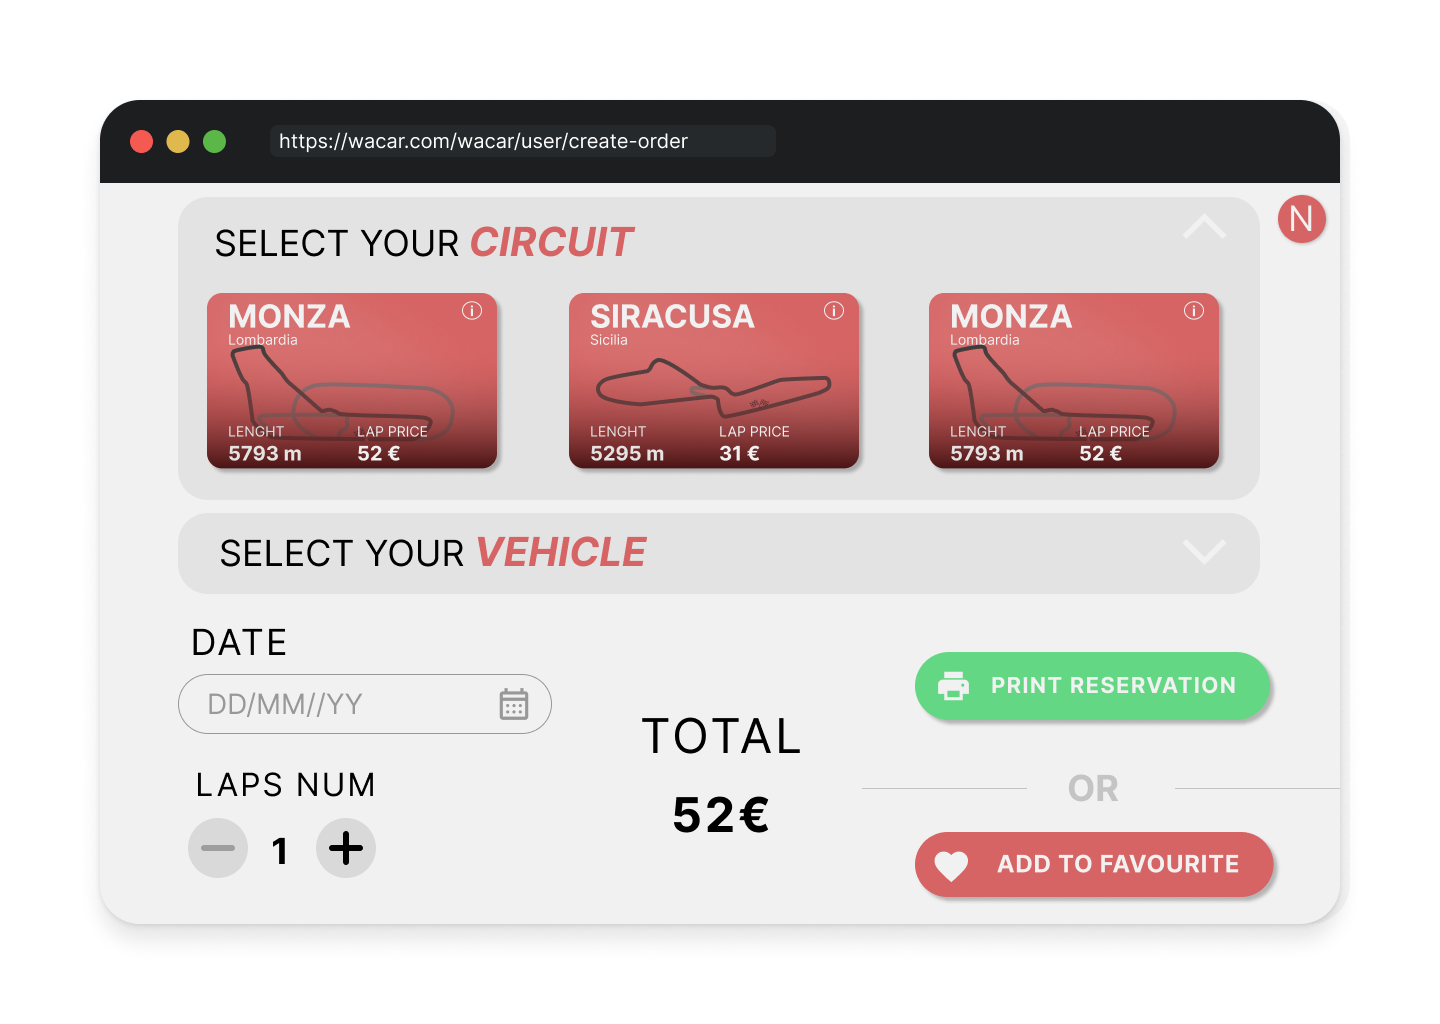 https://wacar.com/wacar/user/create-order
N
SELECT YOUR CIRCUIT
MONZA
Lombardia
LENGHT
5793 m
LAP PRICE
52 €
SIRACUSA
Sicilia
LENGHT
5295 m
LAP PRICE
31 €
MONZA
Lombardia
LENGHT
5793 m
LAP PRICE
52 €
SELECT YOUR VEHICLE
DATE
DD/MM//YY
LAPS NUM
1
TOTAL
52€
PRINT RESERVATION
OR
ADD TO FAVOURITE